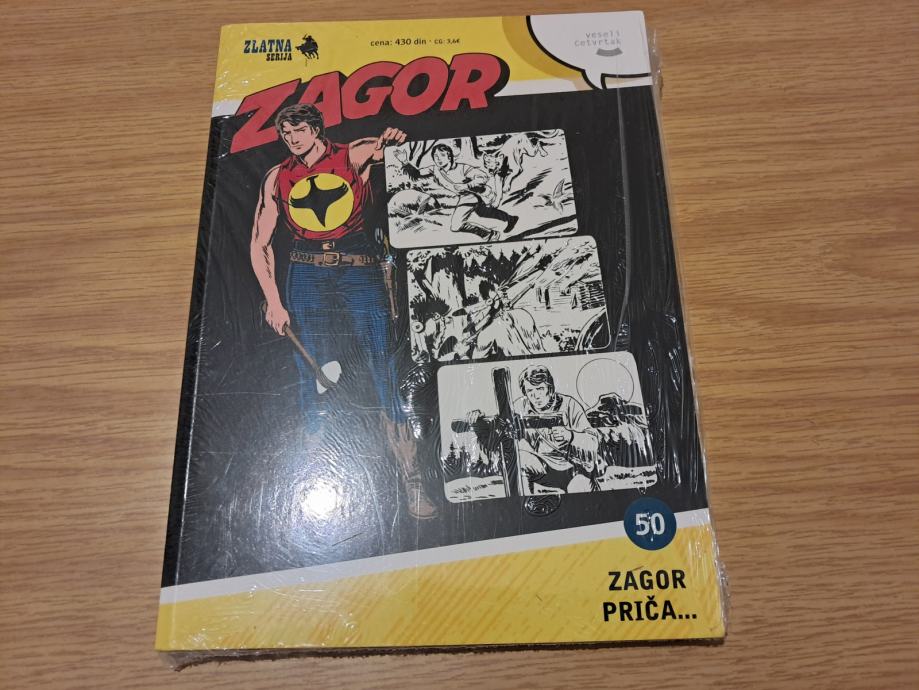 ZLATNA
SERIJA
cena: 430 din · CG: 3,6€
veseli
četvrtak
ZAGOR
50
ZAGOR
PRIČA...